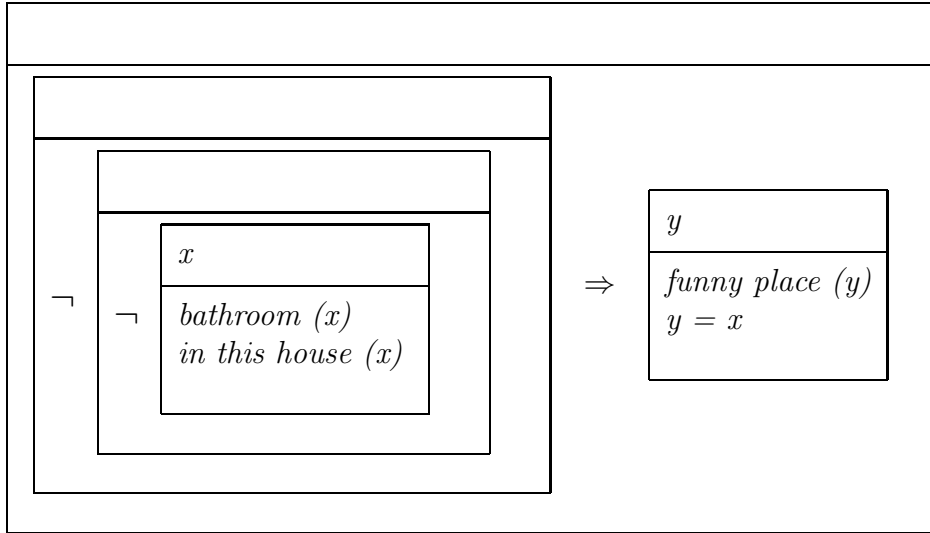 x
bathroom (x)
in this house (x)
¬
¬
⇒
y
funny place (y)
y = x